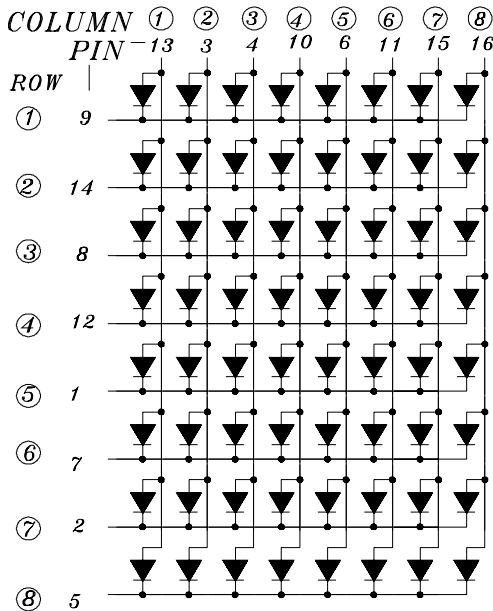 COLUMN ① ② ③ ④ ⑤ ⑥ ⑦ ⑧
PIN 13 3 4 10 6 11 15 16
ROW
① 9
② 14
③ 8
④ 12
⑤ 1
⑥ 7
⑦ 2
⑧ 5